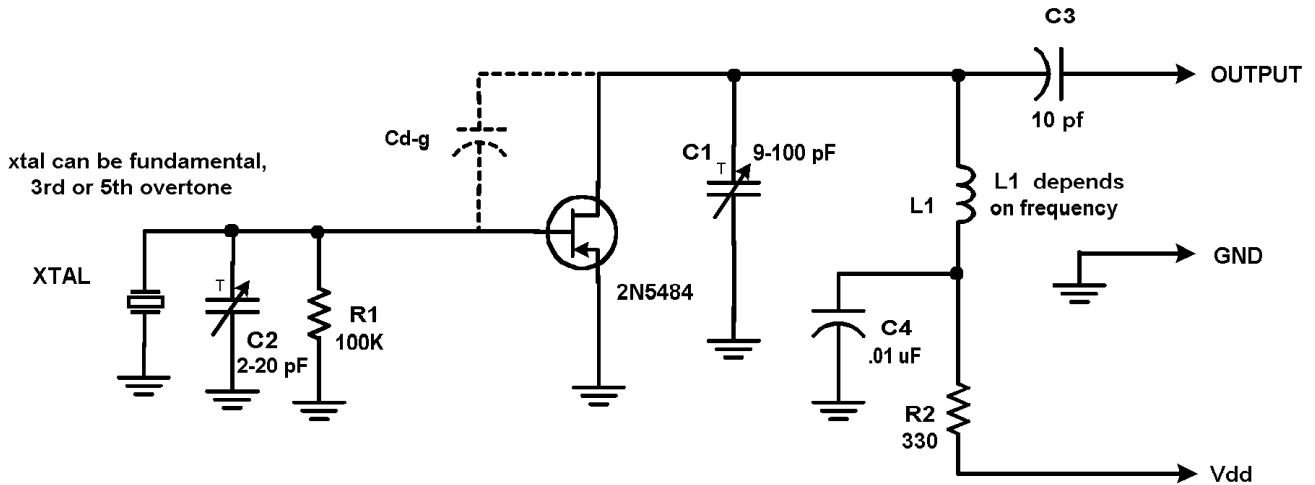 C3
OUTPUT
10 pf
Cd-g
C1
T
9-100 pF
xtal can be fundamental,
3rd or 5th overtone
L1
L1 depends
on frequency
GND
XTAL
T
C2
2-20 pF
R1
100K
2N5484
C4
.01 uF
R2
330
Vdd